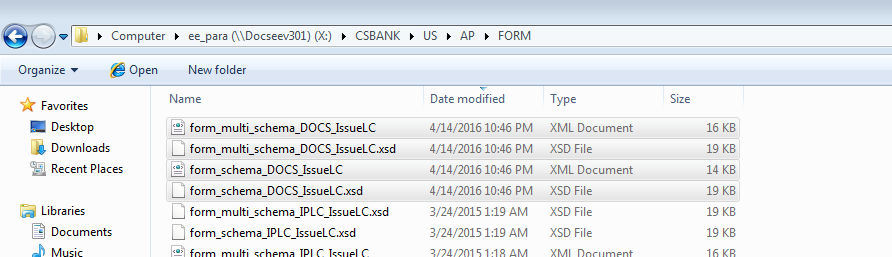 Computer ee_para (\\Docseev301) (X:) CSBANK US AP FORM
Organize Open New folder
Favorites
Desktop
Downloads
Recent Places
Libraries
Documents
Music
Name Date modified Type Size
form_multi_schema_DOCS_IssueLC 4/14/2016 10:46 PM XML Document 16 KB
form_multi_schema_DOCS_IssueLC.xsd 4/14/2016 10:46 PM XSD File 19 KB
form_schema_DOCS_IssueLC 4/14/2016 10:46 PM XML Document 14 KB
form_schema_DOCS_IssueLC.xsd 4/14/2016 10:46 PM XSD File 19 KB
form_multi_schema_IPLC_IssueLC.xsd 3/24/2015 1:19 AM XSD File 19 KB
form_schema_IPLC_IssueLC.xsd 3/24/2015 1:19 AM XSD File 19 KB
form_multi_schema_IPLC_IssueLC 3/24/2015 1:18 AM XML Document 16 KB